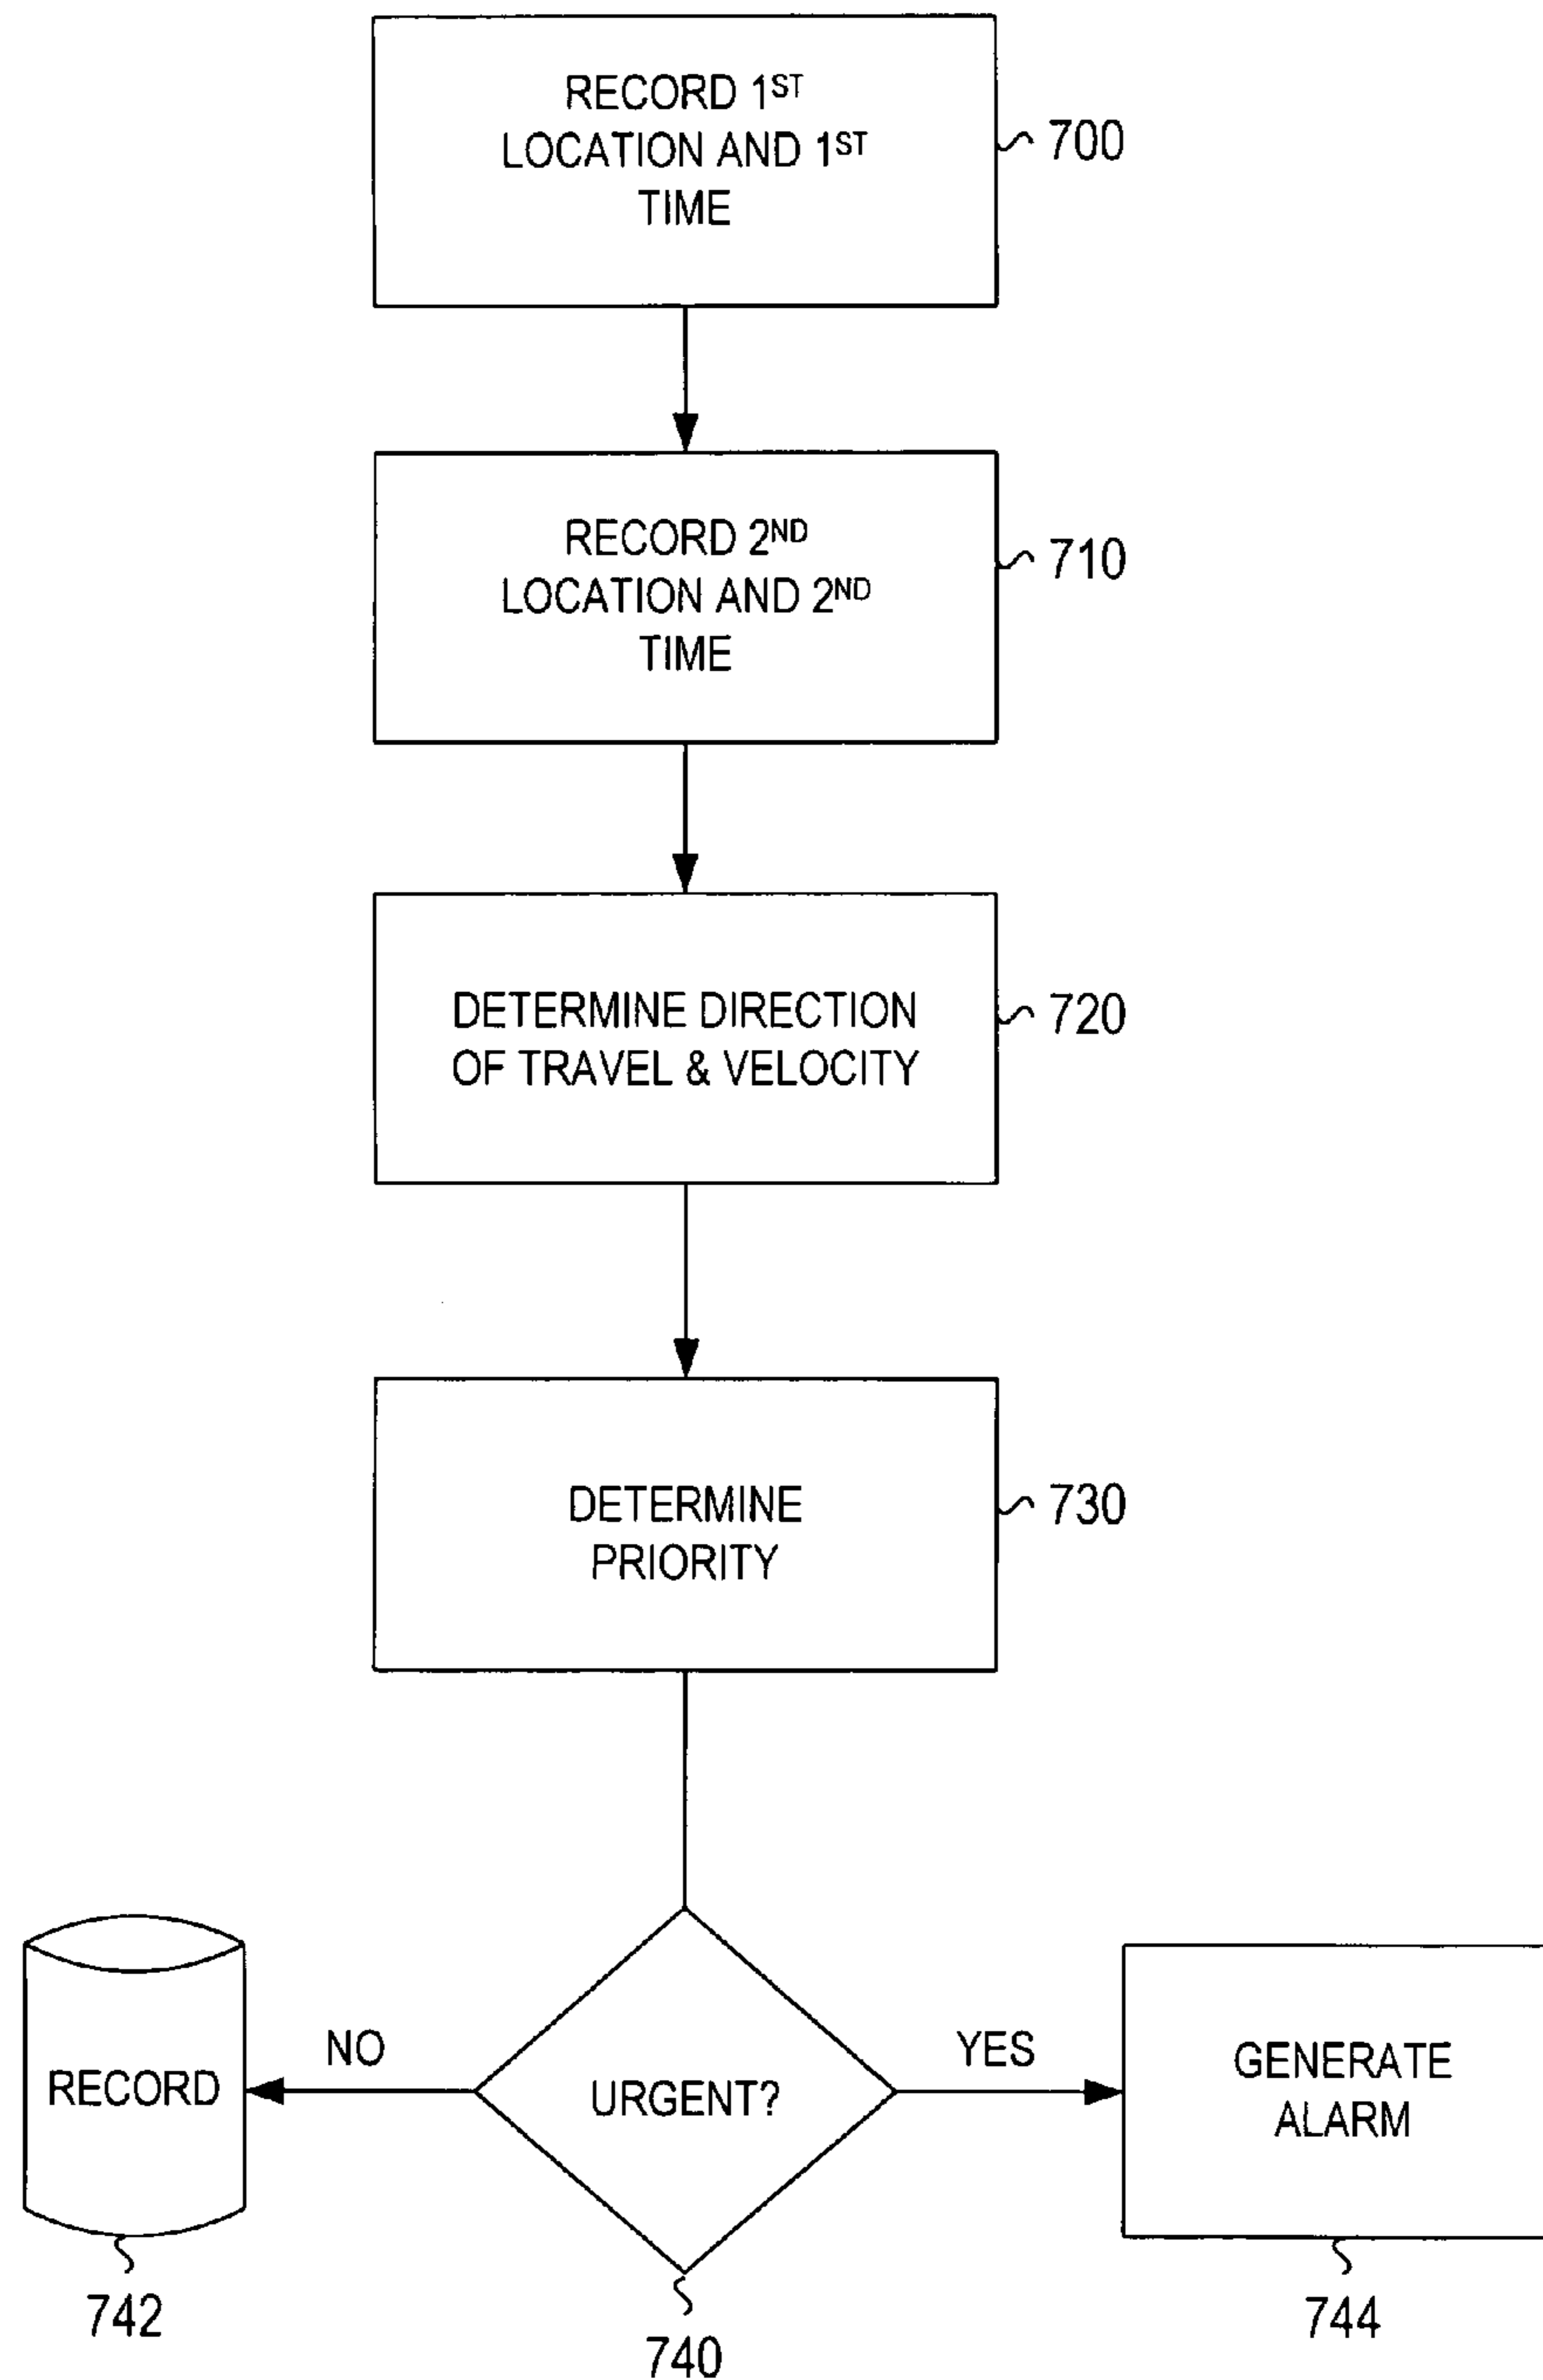 RECORD 1ST
LOCATION AND 1ST
TIME
700
RECORD 2ND
LOCATION AND 2ND
TIME
710
DETERMINE DIRECTION
OF TRAVEL & VELOCITY
720
DETERMINE
PRIORITY
730
RECORD
NO
URGENT?
YES
GENERATE
ALARM
742
740
744